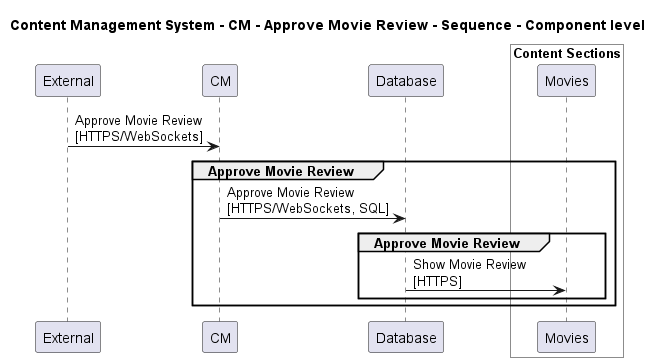 Content Management System - CM - Approve Movie Review - Sequence - Component level
Content Sections
External
CM
Database
Movies
Approve Movie Review
[HTTPS/WebSockets]
Approve Movie Review
Approve Movie Review
[HTTPS/WebSockets, SQL]
Approve Movie Review
Show Movie Review
[HTTPS]
External
CM
Database
Movies